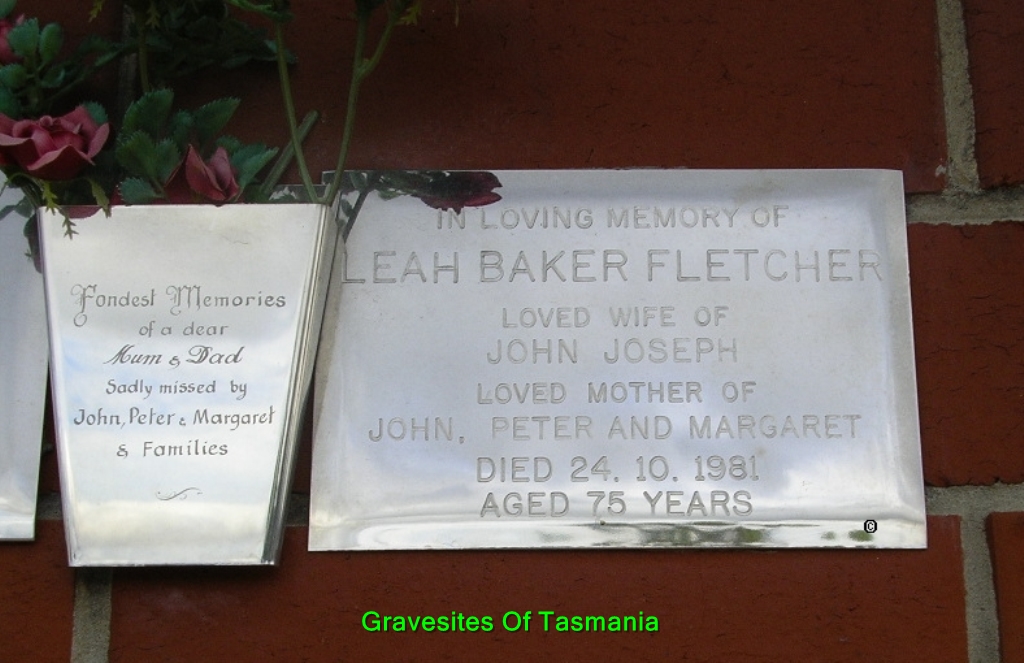 Fondest Memories
of a dear
Mum & Dad
Sadly missed by
John, Peter & Margaret
& Families
IN LOVING MEMORY OF
LEAH BAKER FLETCHER
LOVED WIFE OF
JOHN JOSEPH
LOVED MOTHER OF
JOHN, PETER AND MARGARET
DIED 24. 10. 1981
AGED 75 YEARS
©
Gravesites Of Tasmania